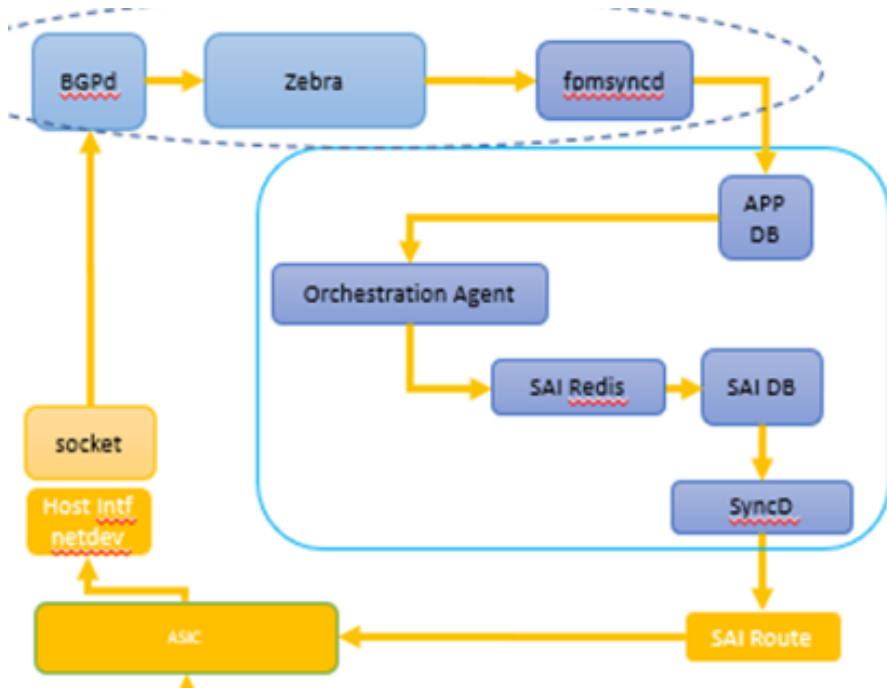 BGPd
Zebra
fpmsyncd
APP
DB
Orchestration Agent
SAI Redis
SAI DB
socket
SyncD
Host Intf
netdev
ASIC
SAI Route